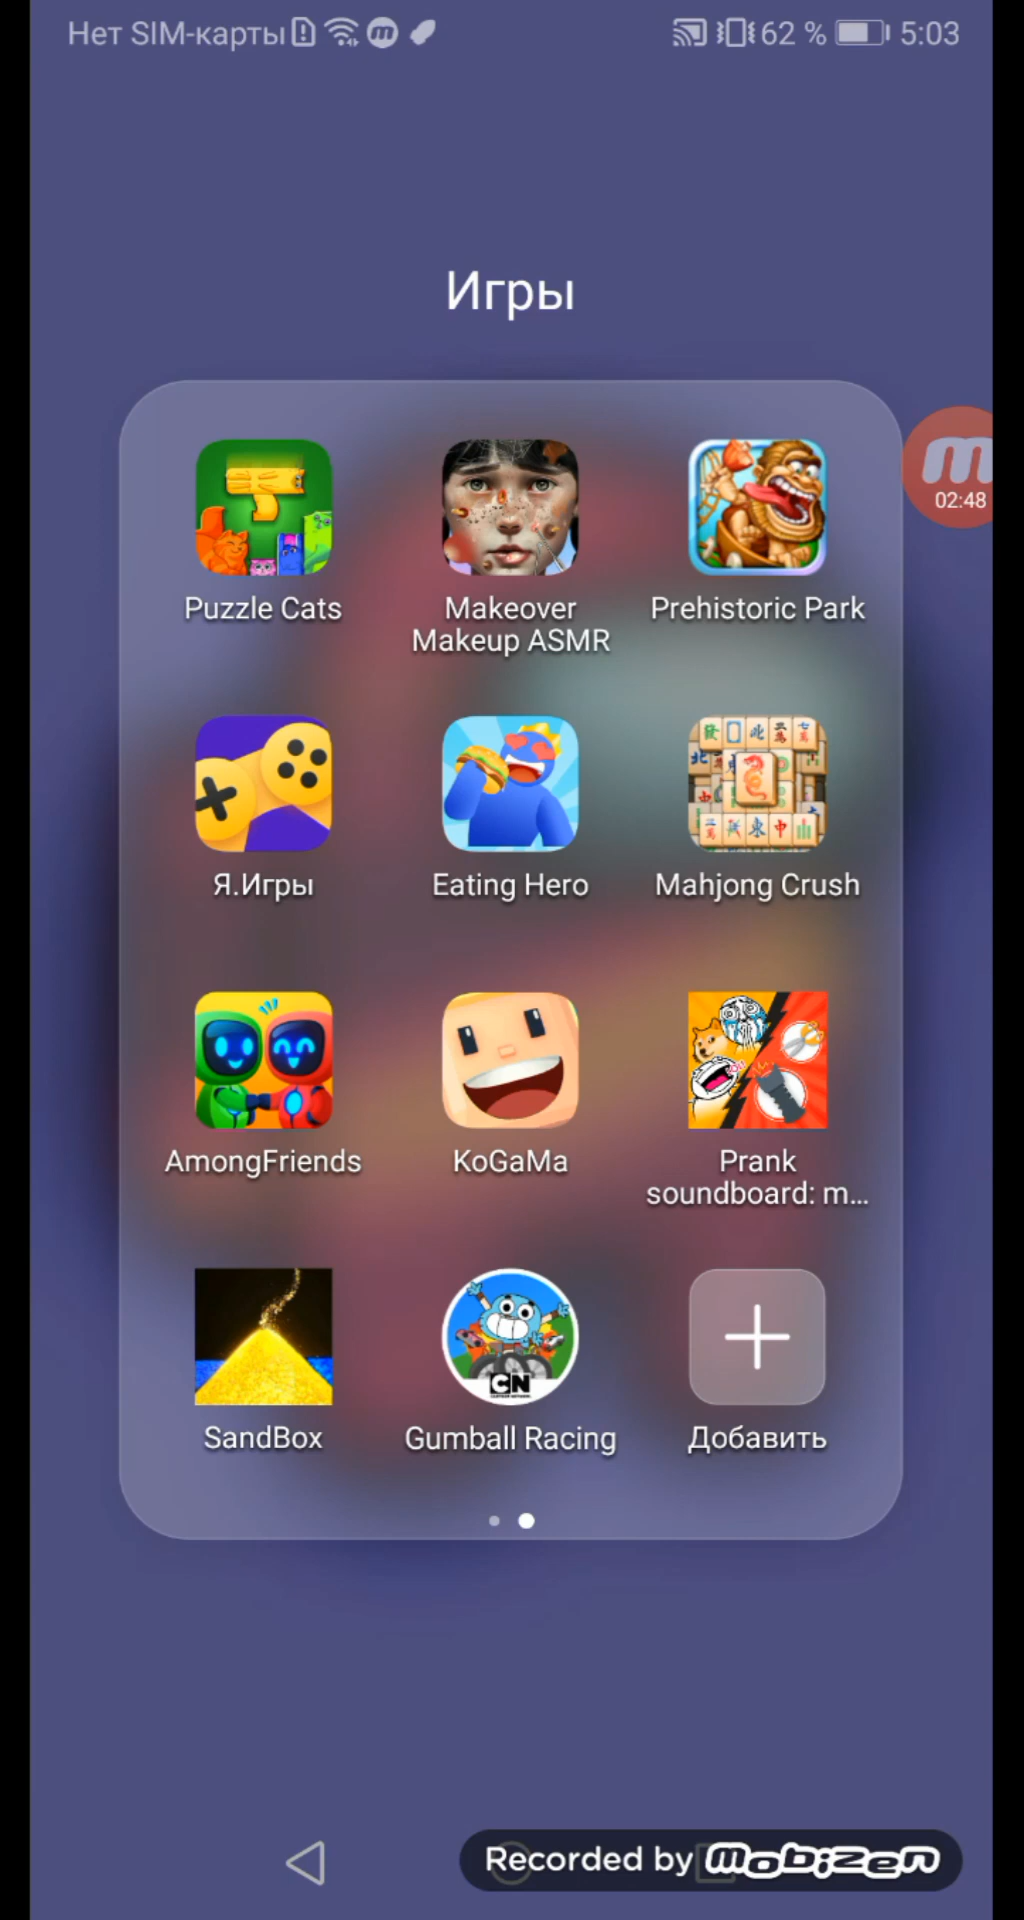 Нет SIM-карты 62 % 5:03
Игры
02:48
Puzzle Cats
Makeover
Makeup ASMR
Prehistoric Park
Я.Игры
Eating Hero
Mahjong Crush
AmongFriends
KoGaMa
Prank
soundboard: m...
SandBox
CN
Gumball Racing
Добавить
Recorded by mobizen